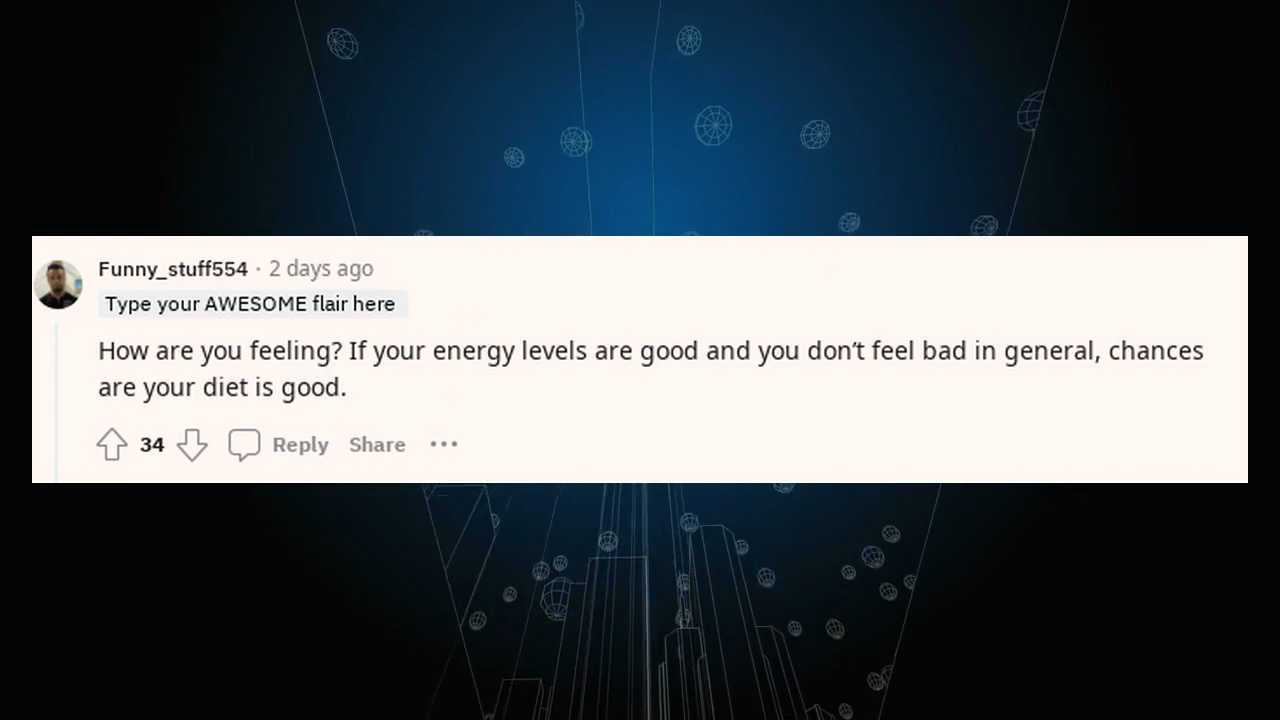 Funny_stuff554 · 2 days ago
Type your AWESOME flair here
How are you feeling? If your energy levels are good and you don’t feel bad in general, chances
are your diet is good.
34 Reply Share •••